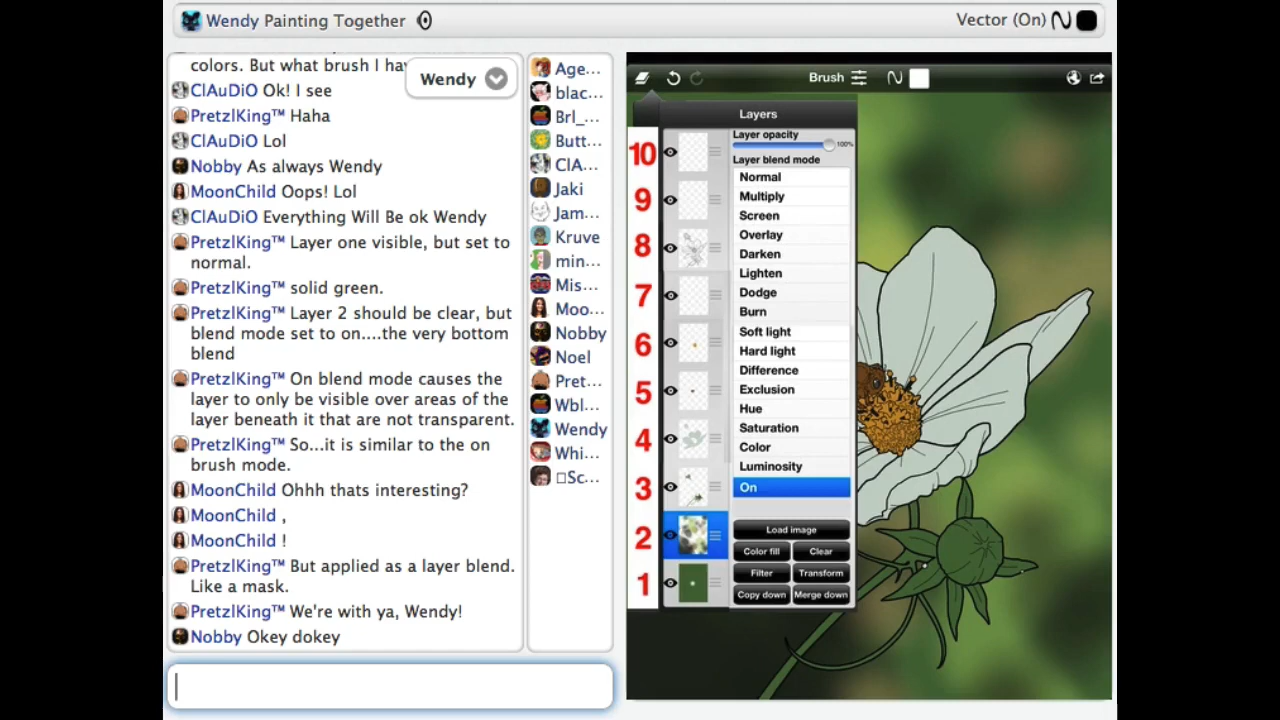 Wendy Painting Together
Vector (On)
colors. But what brush I hav
Wendy
ClAuDiO Ok! I see
PretzlKing™ Haha
ClAuDiO Lol
Nobby As always Wendy
MoonChild Oops! Lol
ClAuDiO Everything Will Be ok Wendy
PretzlKing™ Layer one visible, but set to
normal.
PretzlKing™ solid green.
PretzlKing™ Layer 2 should be clear, but
blend mode set to on....the very bottom
blend
PretzlKing™ On blend mode causes the
layer to only be visible over areas of the
layer beneath it that are not transparent.
PretzlKing™ So...it is similar to the on
brush mode.
MoonChild Ohhh thats interesting?
MoonChild ,
MoonChild !
PretzlKing™ But applied as a layer blend.
Like a mask.
PretzlKing™ We're with ya, Wendy!
Nobby Okey dokey
Age...
blac...
Brl_...
Butt...
ClA...
Jaki
Jam...
Kruve
min...
Mis...
Moo...
Nobby
Noel
Pret...
Wbl...
Wendy
Whi...
□Sc...
Brush
Layers
10
9
8
7
6
5
4
3
2
1
Layer opacity
100%
Layer blend mode
Normal
Multiply
Screen
Overlay
Darken
Lighten
Dodge
Burn
Soft light
Hard light
Difference
Exclusion
Hue
Saturation
Color
Luminosity
On
Load image
Color fill
Clear
Filter
Transform
Copy down
Merge down